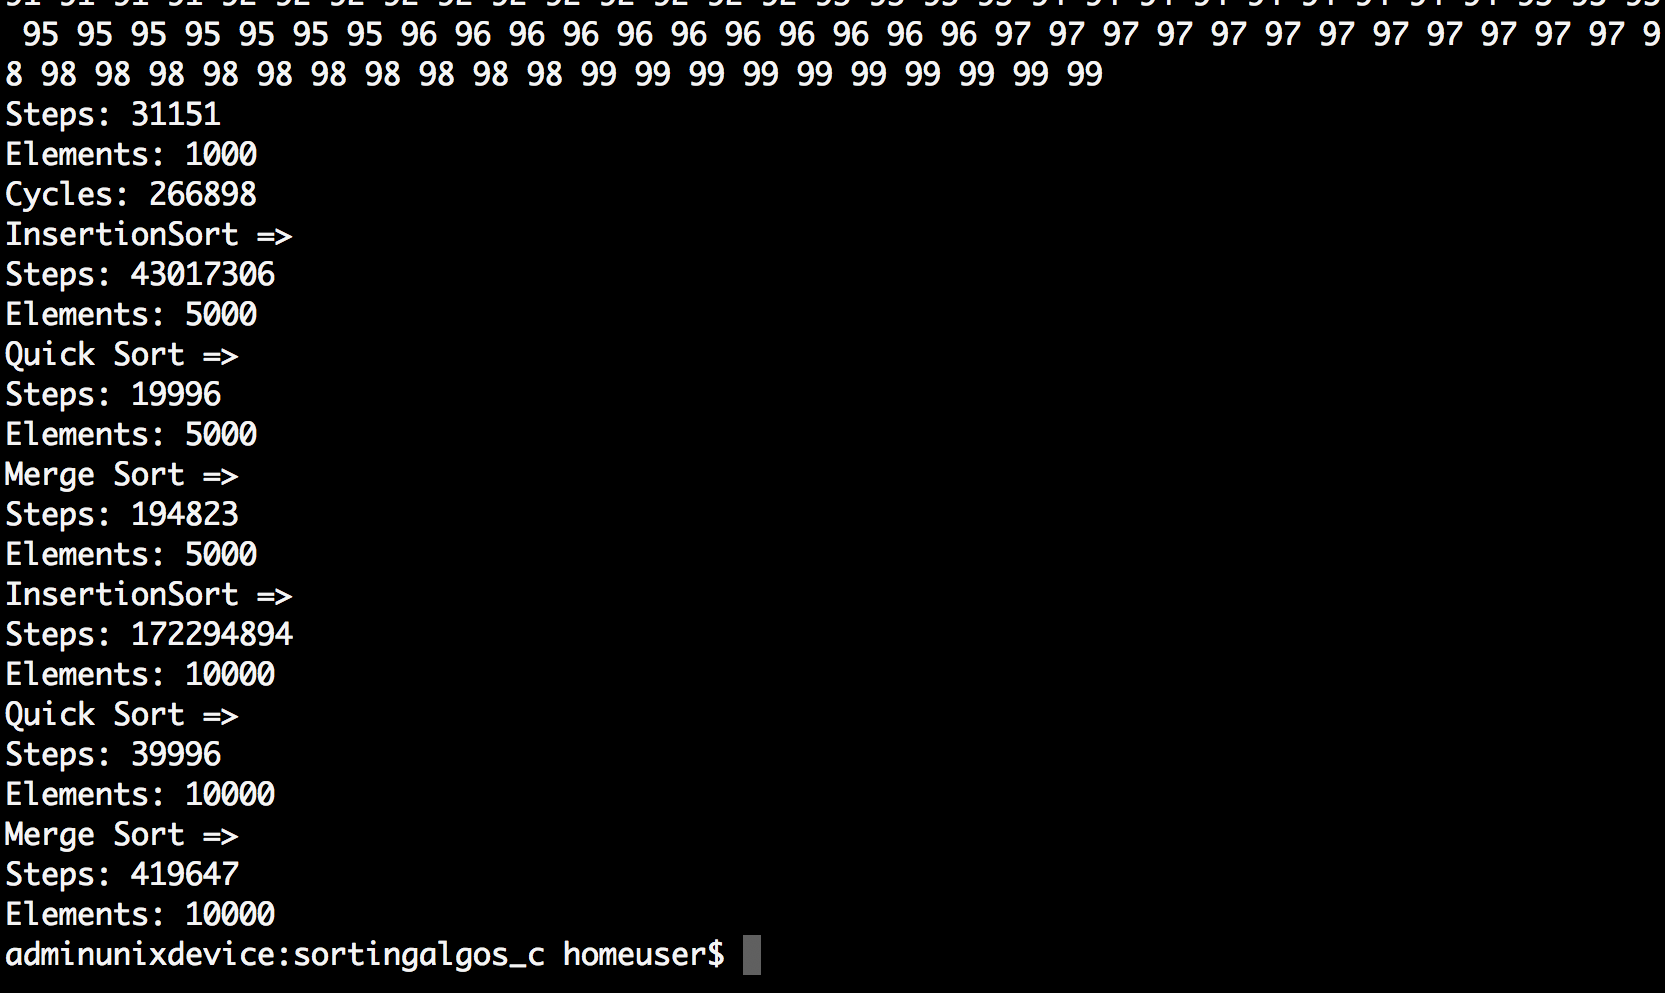 95 95 95 95 95 95 95 96 96 96 96 96 96 96 96 96 96 96 97 97 97 97 97 97 97 97 97 97 97 97 9
8 98 98 98 98 98 98 98 98 98 98 99 99 99 99 99 99 99 99 99 99
Steps: 31151
Elements: 1000
Cycles: 266898
InsertionSort =>
Steps: 43017306
Elements: 5000
Quick Sort =>
Steps: 19996
Elements: 5000
Merge Sort =>
Steps: 194823
Elements: 5000
InsertionSort =>
Steps: 172294894
Elements: 10000
Quick Sort =>
Steps: 39996
Elements: 10000
Merge Sort =>
Steps: 419647
Elements: 10000
adminunixdevice:sortingalgos_c homeuser$